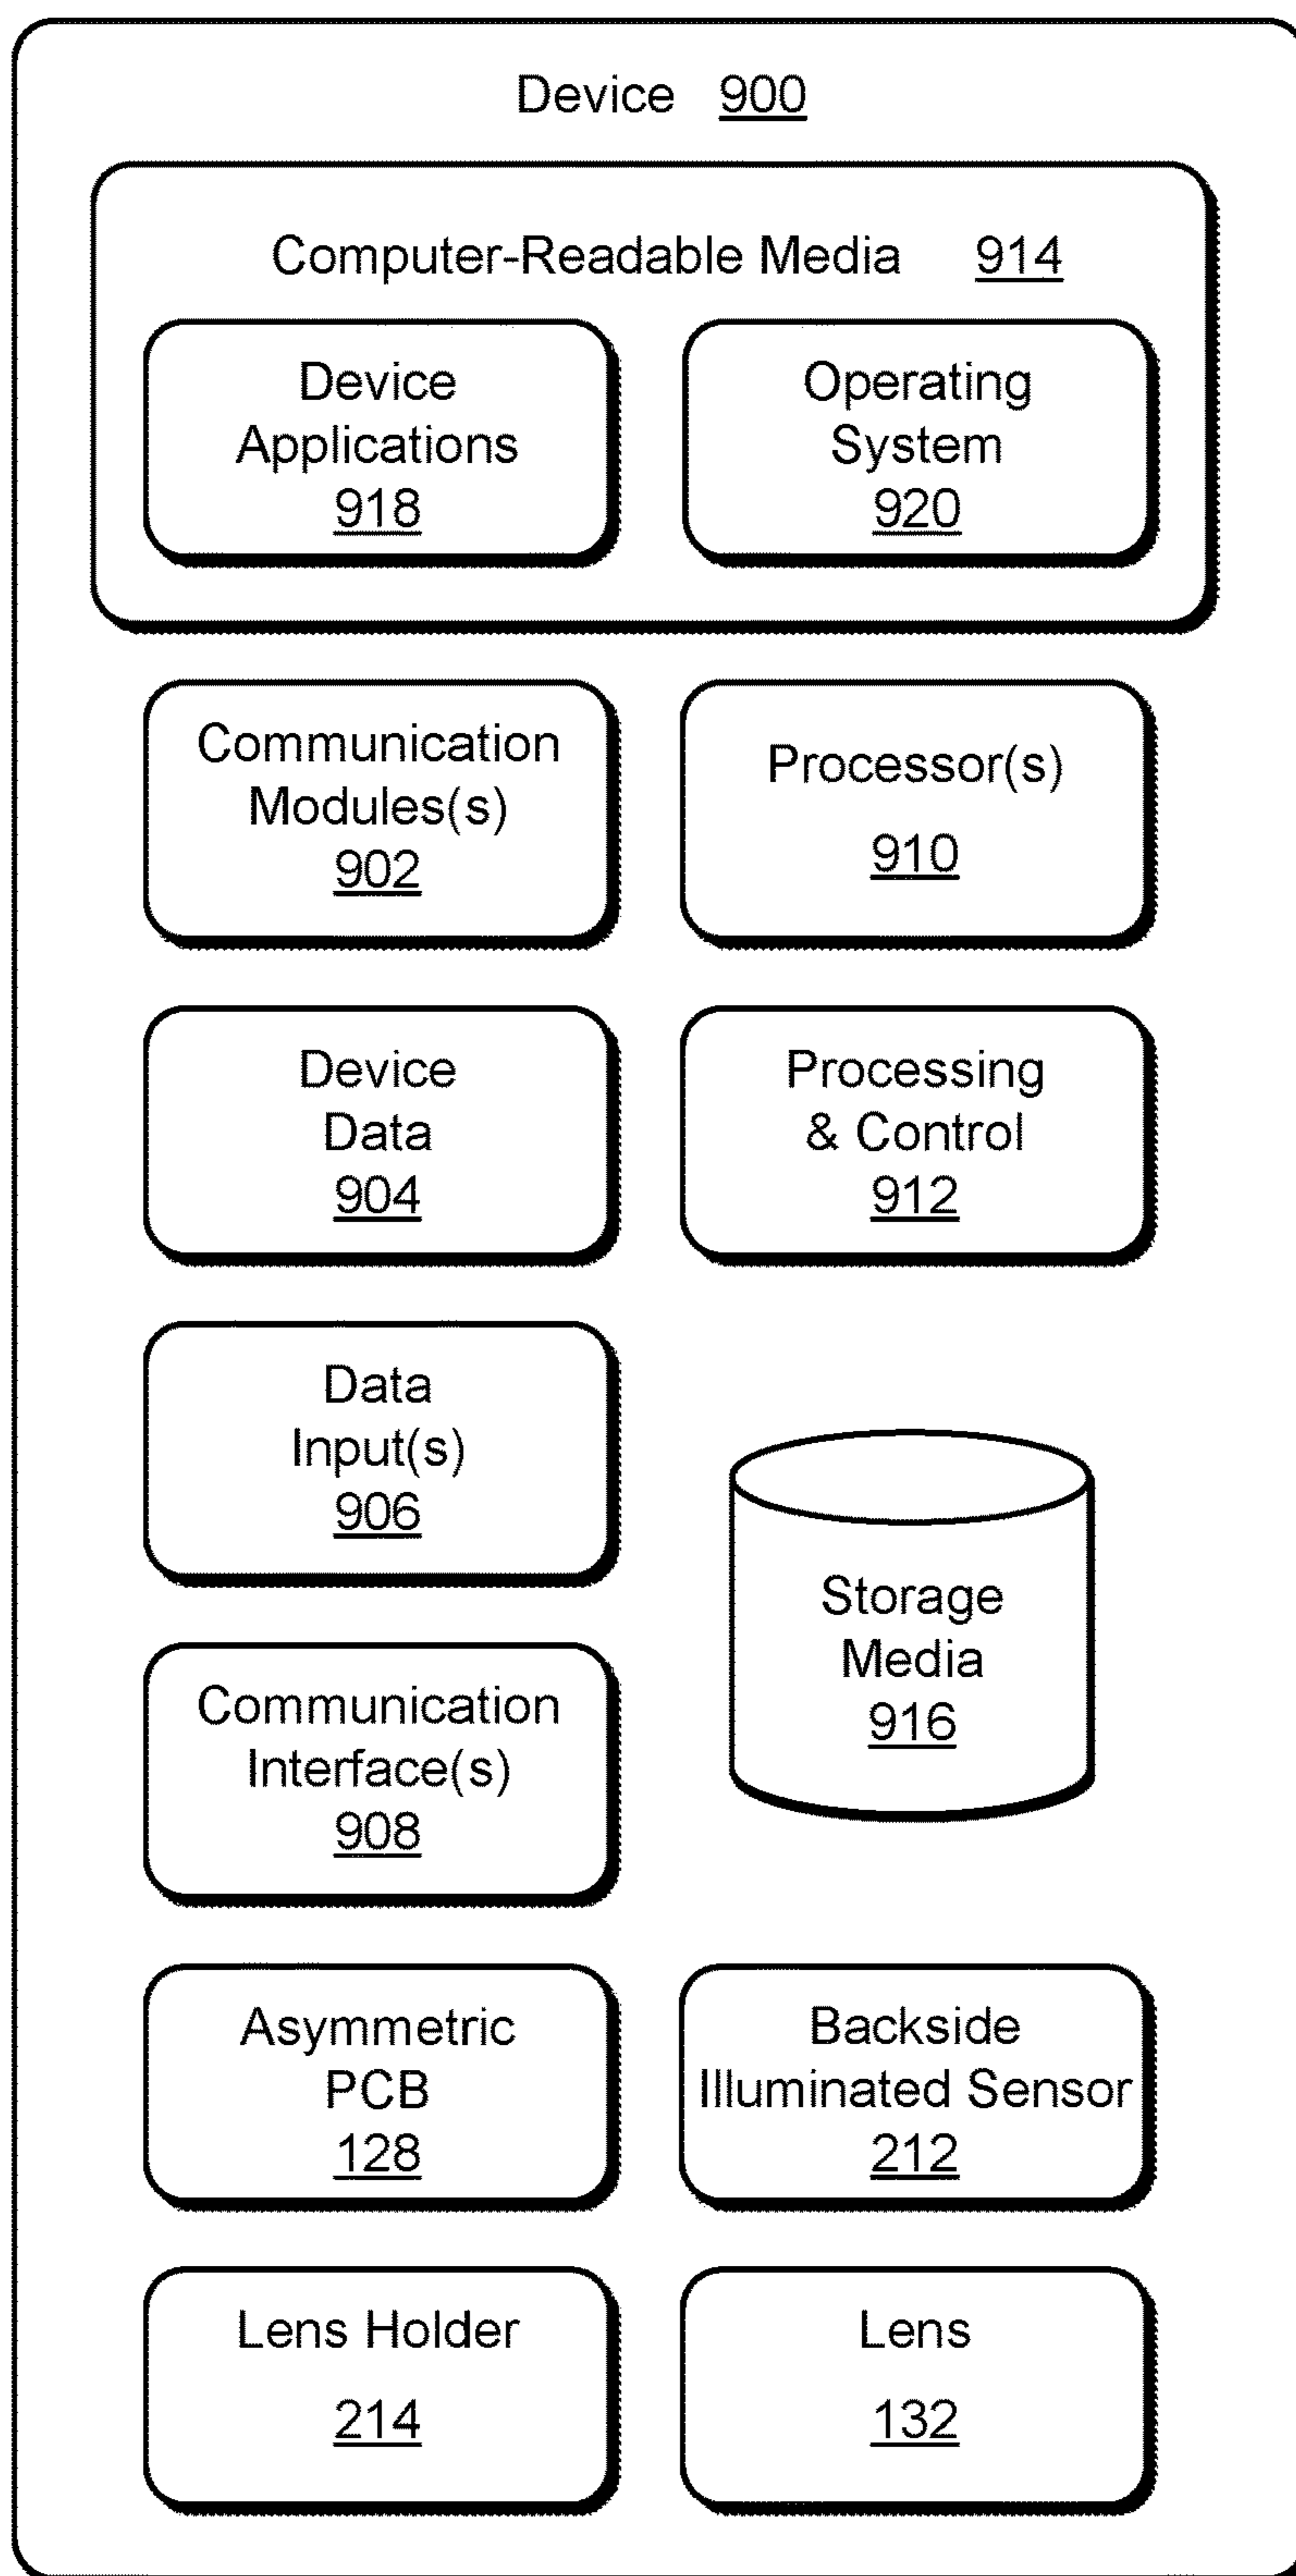 Device 900
Computer-Readable Media 914
Device
Applications
918
Operating
System
920
Communication
Modules(s)
902
Processor(s)
910
Device
Data
904
Processing
& Control
912
Data
Input(s)
906
Storage
Media
916
Communication
Interface(s)
908
Asymmetric
PCB
128
Backside
Illuminated Sensor
212
Lens Holder
214
Lens
132